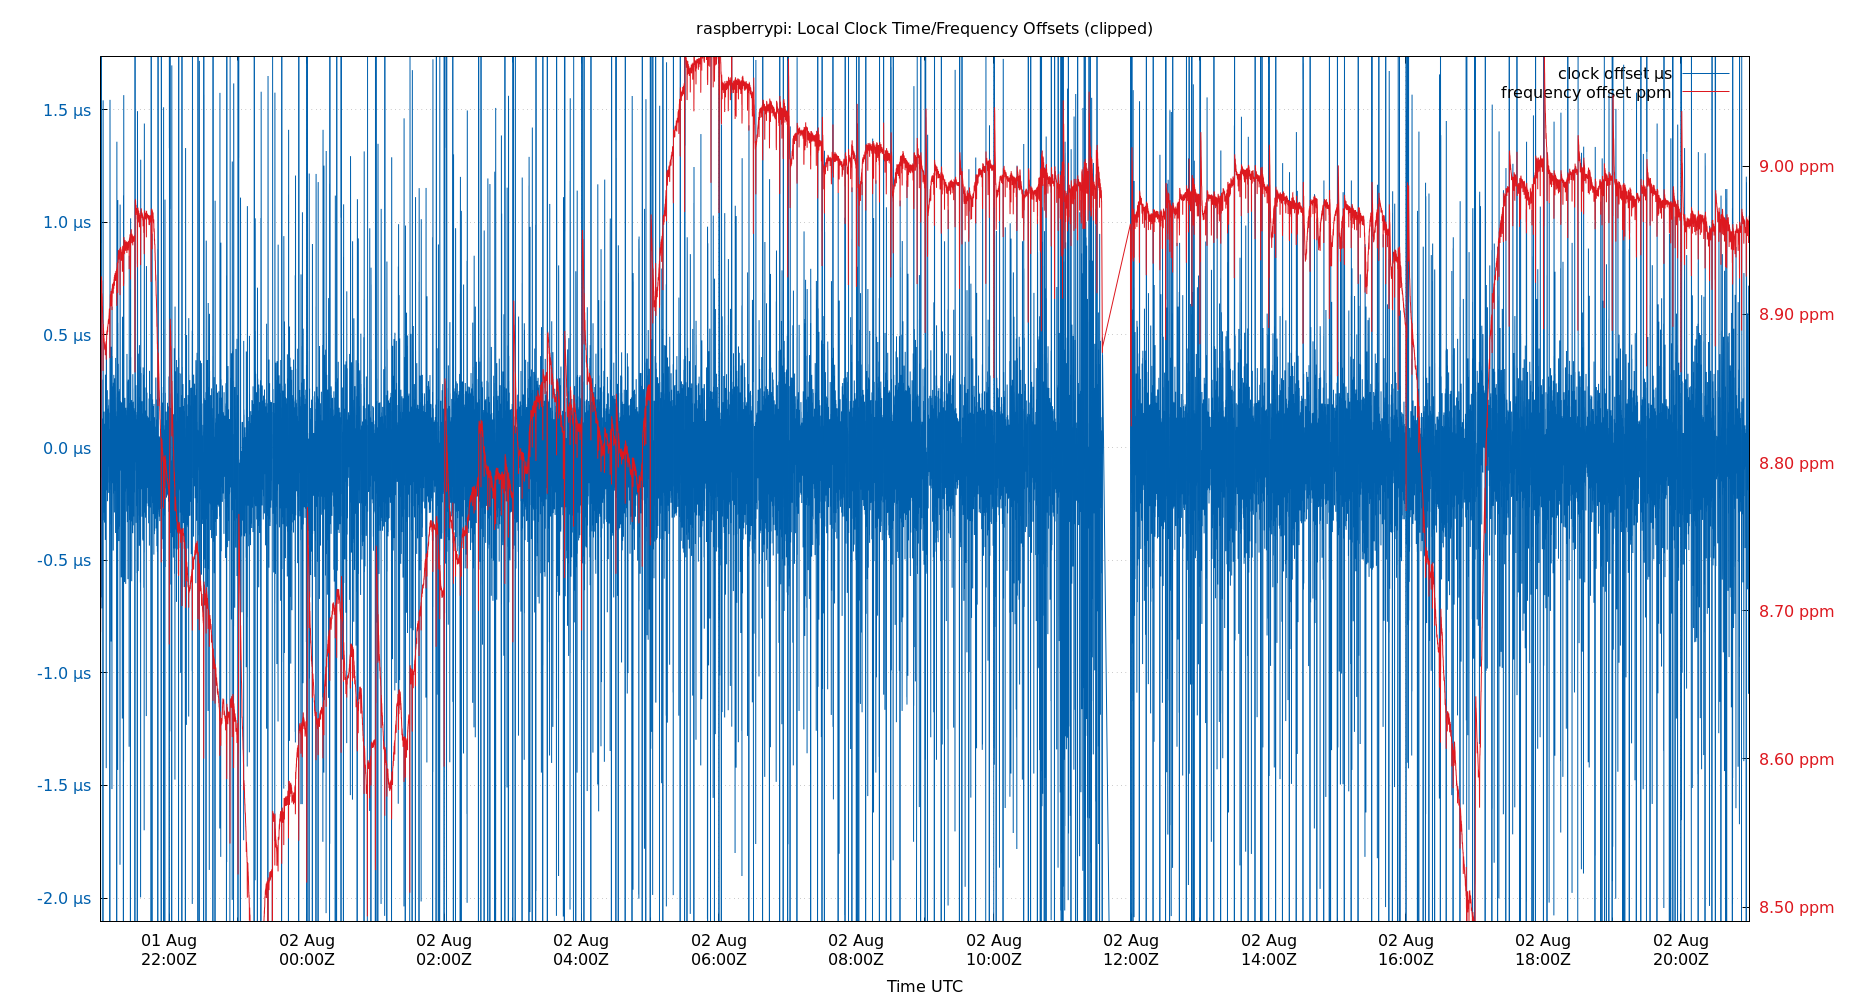 raspberrypi: Local Clock Time/Frequency Offsets (clipped)
clock offset µs
frequency offset ppm
1.5 µs
1.0 µs
0.5 µs
0.0 µs
-0.5 µs
-1.0 µs
-1.5 µs
-2.0 µs
9.00 ppm
8.90 ppm
8.80 ppm
8.70 ppm
8.60 ppm
8.50 ppm
01 Aug 02 Aug 02 Aug 02 Aug 02 Aug 02 Aug 02 Aug 02 Aug 02 Aug 02 Aug 02 Aug 02 Aug
22:00Z 00:00Z 02:00Z 04:00Z 06:00Z 08:00Z 10:00Z 12:00Z 14:00Z 16:00Z 18:00Z 20:00Z
Time UTC